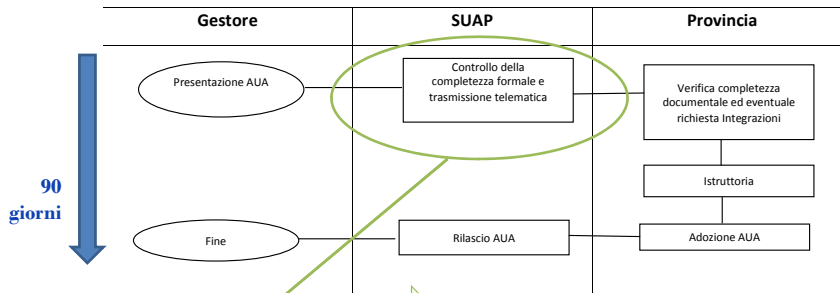 Gestore
SUAP
Provincia
Presentazione AUA
Controllo della
completezza formale e
trasmissione telematica
Verifica completezza
documentale ed eventuale
richiesta Integrazioni
90
giorni
Istruttoria
Fine
Rilascio AUA
Adozione AUA